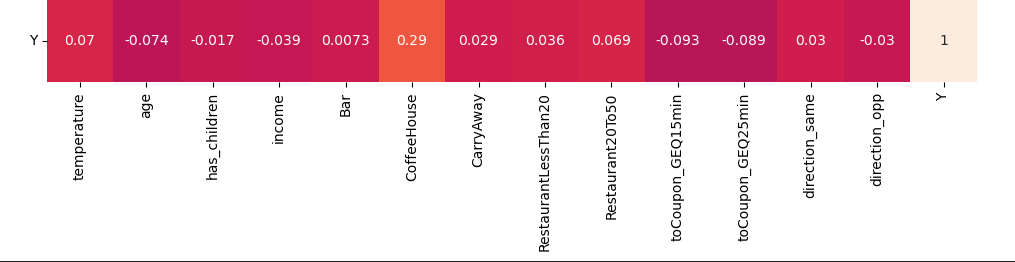 Y 0.07 -0.074 -0.017 -0.039 0.0073 0.29 0.029 0.036 0.069 -0.093 -0.089 0.03 -0.03 1
temperature
age
has_children
income
Bar
CoffeeHouse
CarryAway
RestaurantLessThan20
Restaurant20To50
toCoupon_GEQ15min
toCoupon_GEQ25min
direction_same
direction_opp
Y